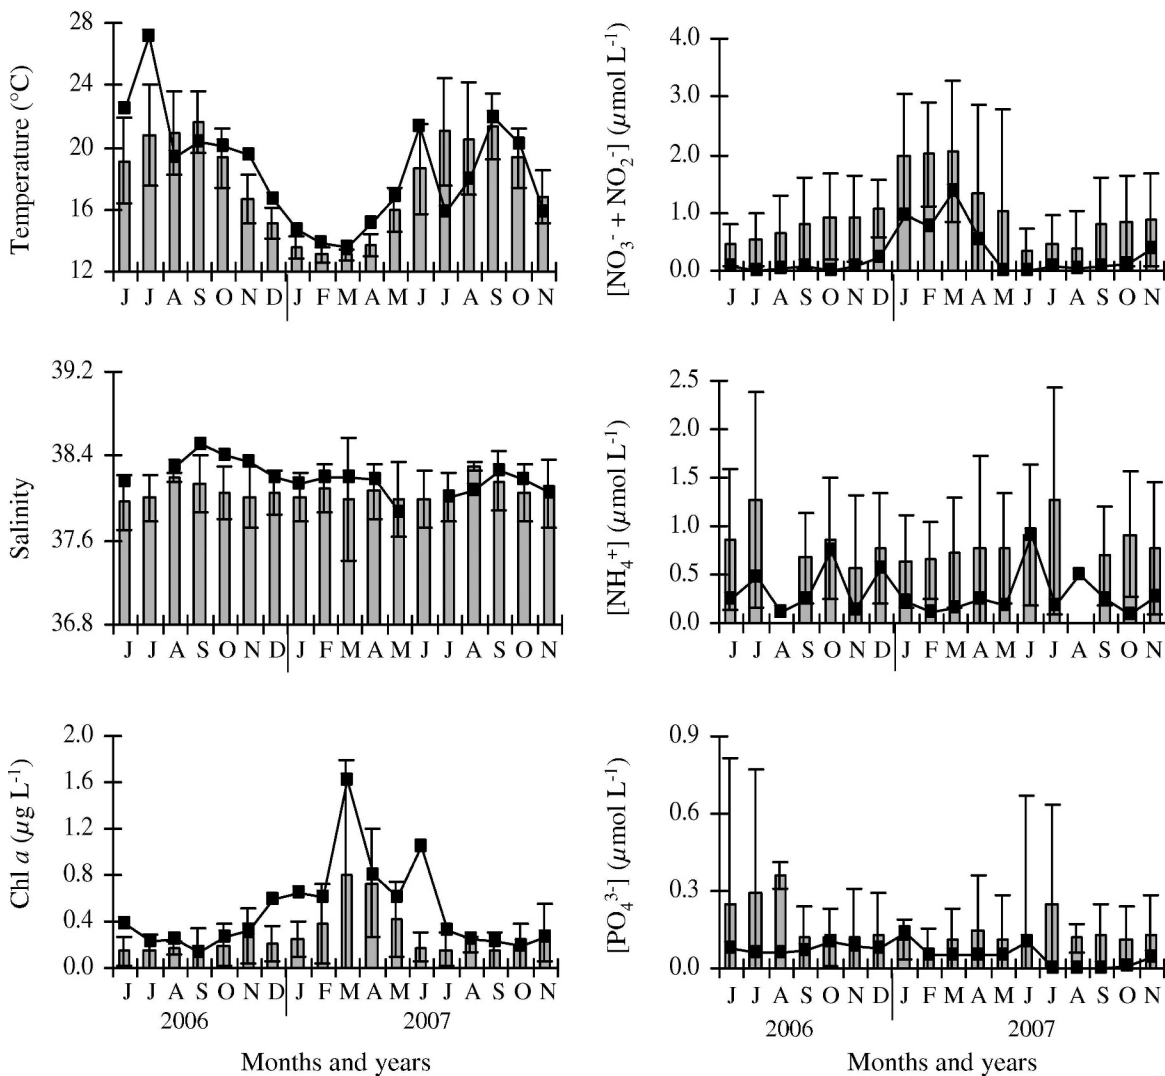 Temperature (°C)
28
24
20
16
12
J J A S O N D J F M A M J J A S O N
[NO₃⁻ + NO₂⁻] (µmol L⁻¹)
4.0
3.0
2.0
1.0
0.0
J J A S O N D J F M A M J J A S O N
Salinity
39.2
38.4
37.6
36.8
J J A S O N D J F M A M J J A S O N
[NH₄⁺] (µmol L⁻¹)
2.5
2.0
1.5
1.0
0.5
0.0
J J A S O N D J F M A M J J A S O N
Chl a (µg L⁻¹)
2.0
1.6
1.2
0.8
0.4
0.0
J J A S O N D J F M A M J J A S O N
2006 2007
Months and years
[PO₄³⁻] (µmol L⁻¹)
0.9
0.6
0.3
0.0
J J A S O N D J F M A M J J A S O N
2006 2007
Months and years